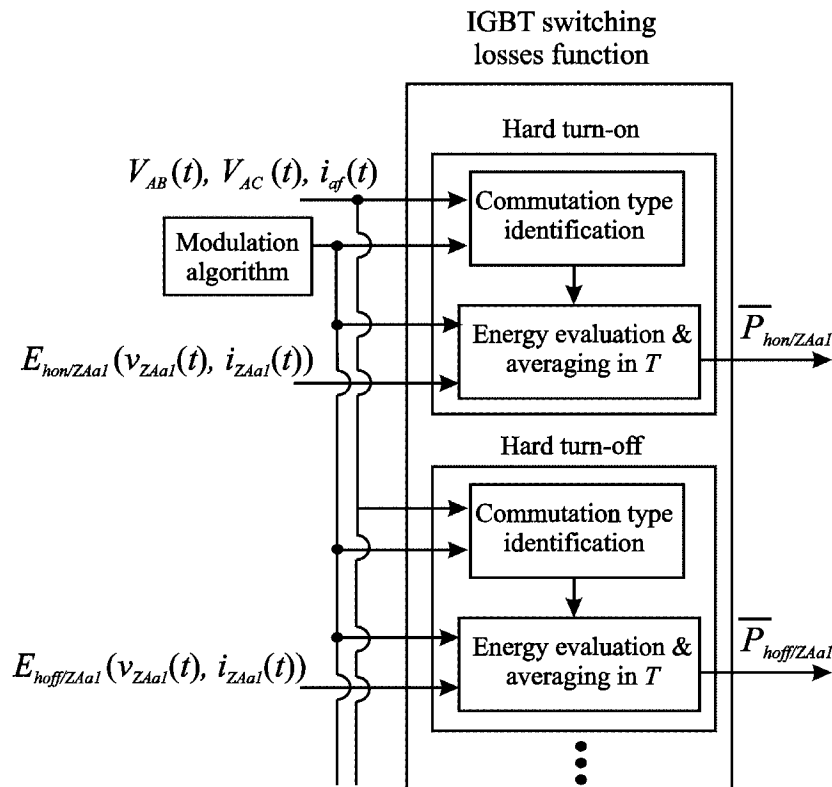 IGBT switching
losses function
Hard turn-on
V_AB(t), V_AC(t), i_af(t)
Commutation type
identification
Modulation
algorithm
Energy evaluation &
averaging in T
P̅_hon/ZAa1
E_hon/ZAa1(v_ZAa1(t), i_ZAa1(t))
Hard turn-off
Commutation type
identification
Energy evaluation &
averaging in T
P̅_hoff/ZAa1
E_hoff/ZAa1(v_ZAa1(t), i_ZAa1(t))